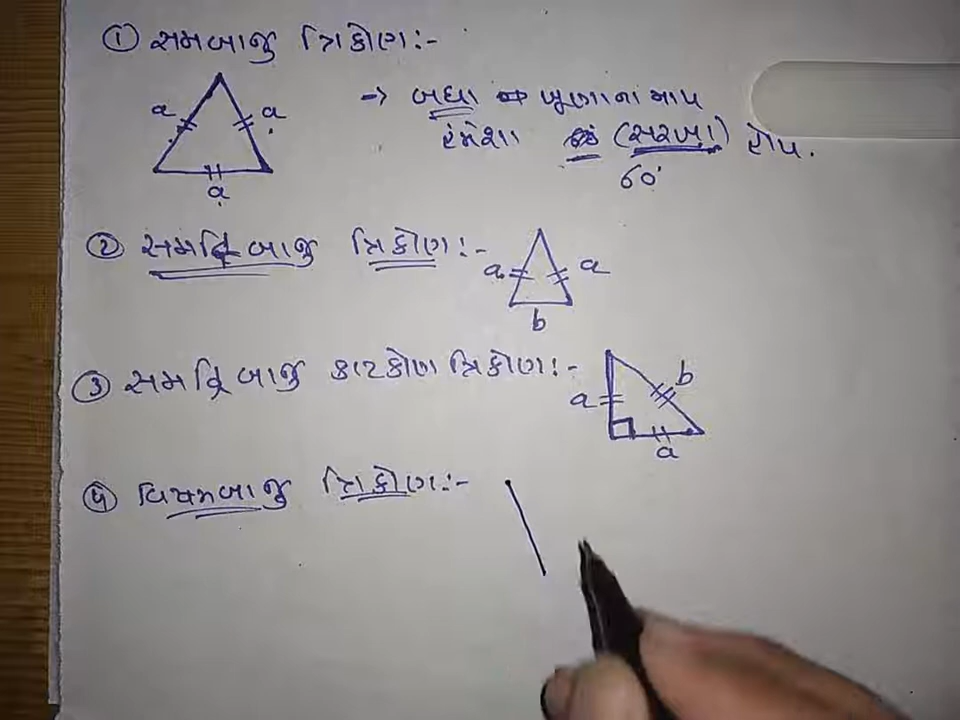 ① સમબાજુ ત્રિકોણ:-
a a
a
→ બધા ખૂણાના માપ
હંમેશા (સરખા) હોય.
60°
② સમદ્વિબાજુ ત્રિકોણ:-
a a
b
③ સમદ્વિબાજુ કાટકોણ ત્રિકોણ:-
a b
a
④ વિષમબાજુ ત્રિકોણ:-